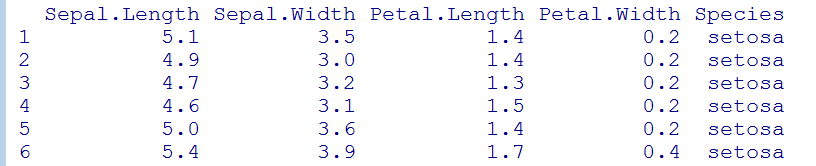 Sepal.Length Sepal.Width Petal.Length Petal.Width Species
1 5.1 3.5 1.4 0.2 setosa
2 4.9 3.0 1.4 0.2 setosa
3 4.7 3.2 1.3 0.2 setosa
4 4.6 3.1 1.5 0.2 setosa
5 5.0 3.6 1.4 0.2 setosa
6 5.4 3.9 1.7 0.4 setosa